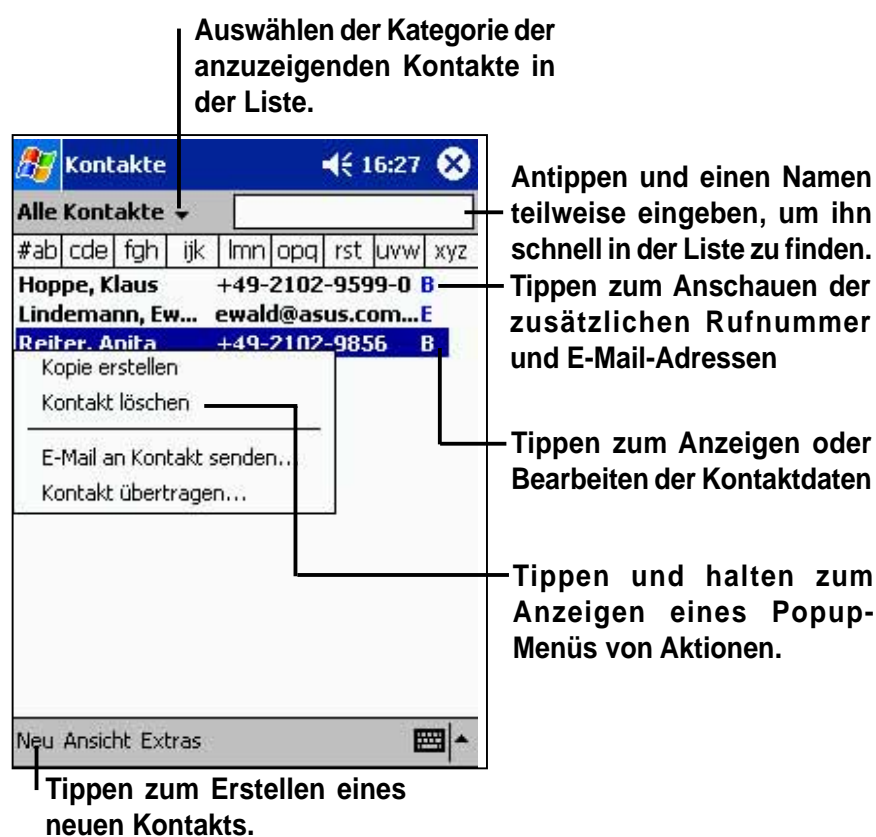 Auswählen der Kategorie der
anzuzeigenden Kontakte in
der Liste.
Kontakte 16:27
Alle Kontakte
#ab cde fgh ijk lmn opq rst uvw xyz
Hoppe, Klaus +49-2102-9599-0 B
Lindemann, Ew... ewald@asus.com... E
Reiter, Anita +49-2102-9856 B
Kopie erstellen
Kontakt löschen
E-Mail an Kontakt senden...
Kontakt übertragen...
Neu Ansicht Extras
Antippen und einen Namen
teilweise eingeben, um ihn
schnell in der Liste zu finden.
Tippen zum Anschauen der
zusätzlichen Rufnummer
und E-Mail-Adressen
Tippen zum Anzeigen oder
Bearbeiten der Kontaktdaten
Tippen und halten zum
Anzeigen eines Popup-
Menüs von Aktionen.
Tippen zum Erstellen eines
neuen Kontakts.